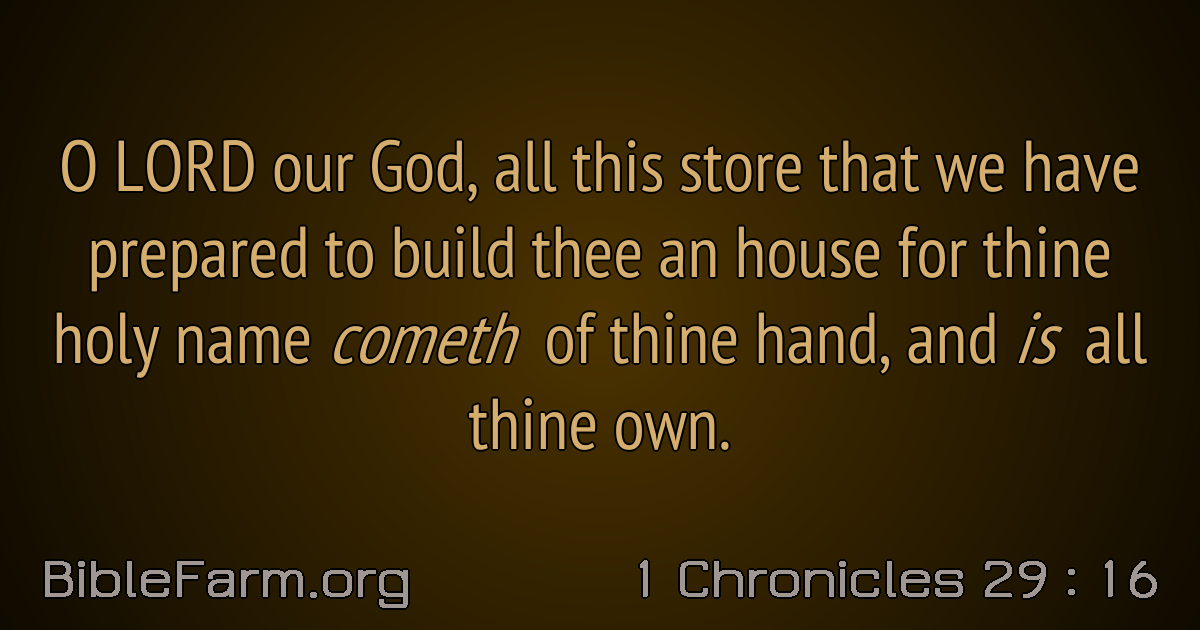 O LORD our God, all this store that we have
prepared to build thee an house for thine
holy name cometh of thine hand, and is all
thine own.
BibleFarm.org
1 Chronicles 29 : 16